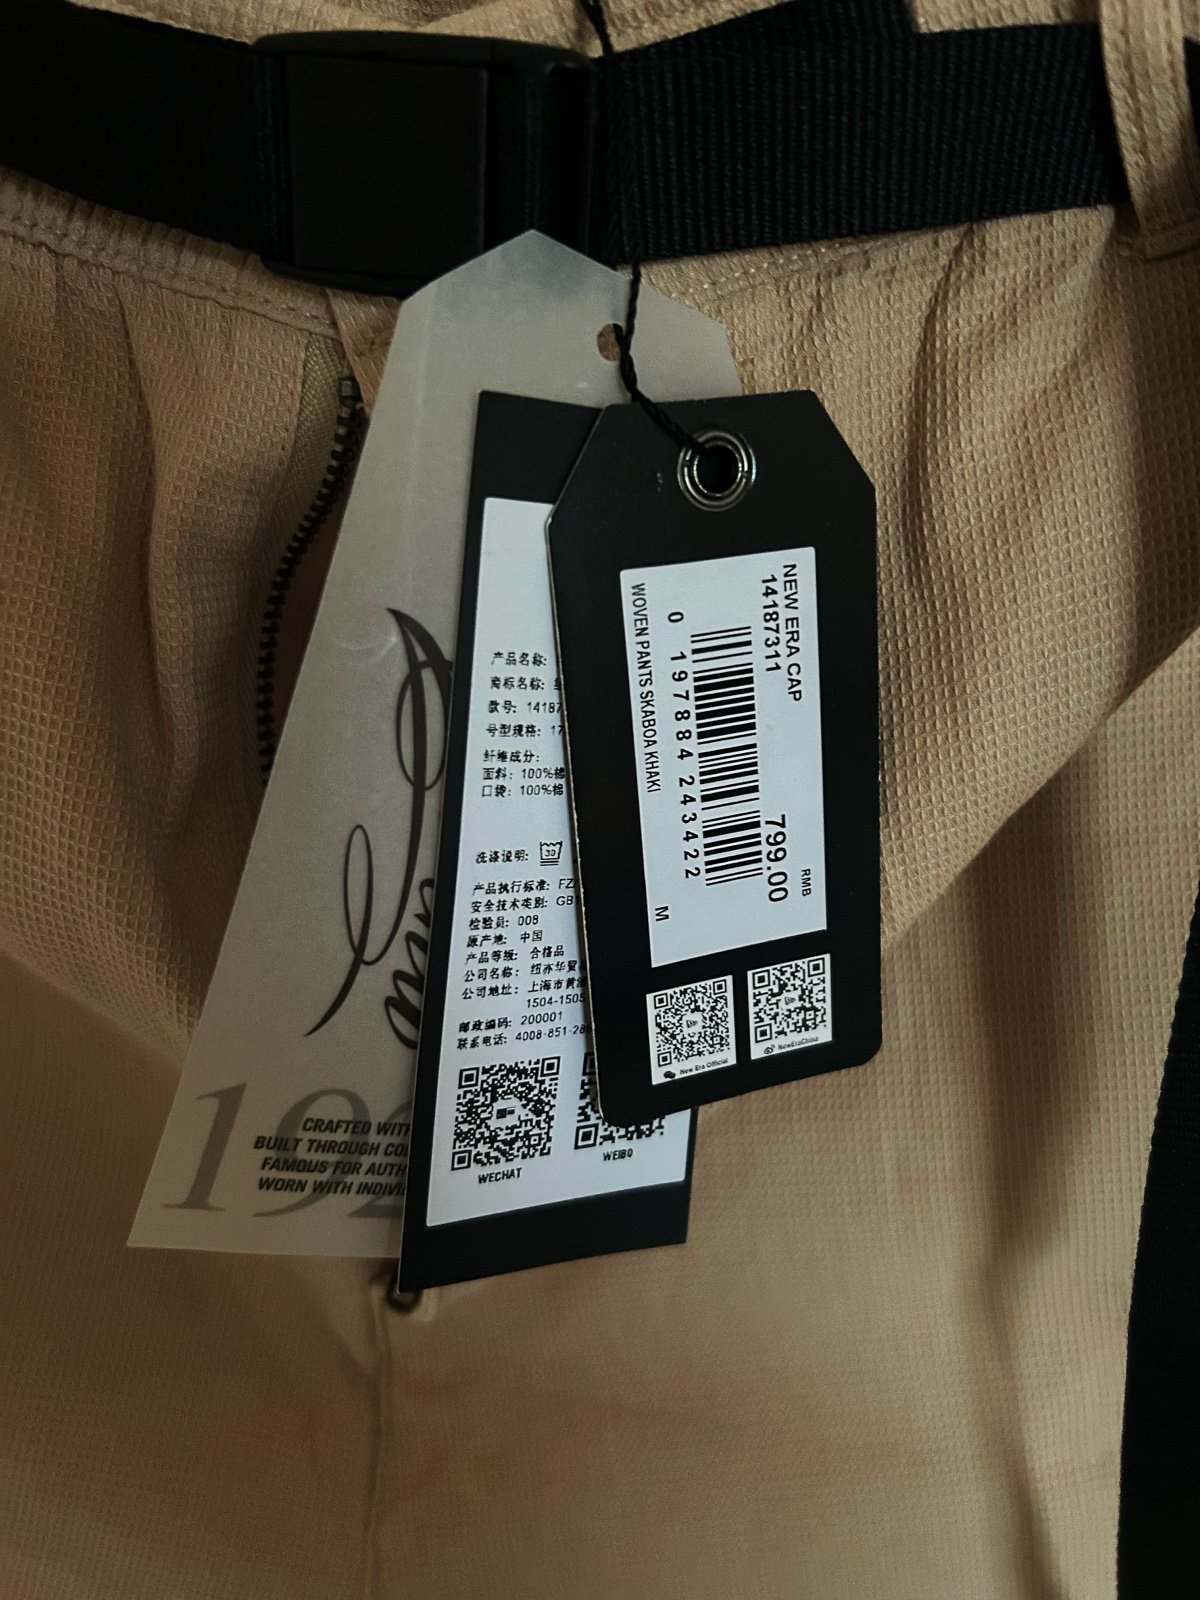 NEW ERA CAP
14187311
799.00
RMB
0 197884 243422
WOVEN PANTS SKABOA KHAKI
M
New Era Official
NewEraChina
产品名称:
商标名称:
款号: 14187
号型规格: 17
纤维成分:
面料: 100%棉
口袋: 100%棉
洗涤说明:
30
产品执行标准: FZ/
安全技术类别: GB
检验员: 008
原产地: 中国
产品等级: 合格品
公司名称: 纽亦华贸
公司地址: 上海市黄浦
1504-1505
邮政编码: 200001
联系电话: 4008-851-28
WECHAT
WEIBO
192
CRAFTED WITH
BUILT THROUGH CO
FAMOUS FOR AUTH
WORN WITH INDIVI